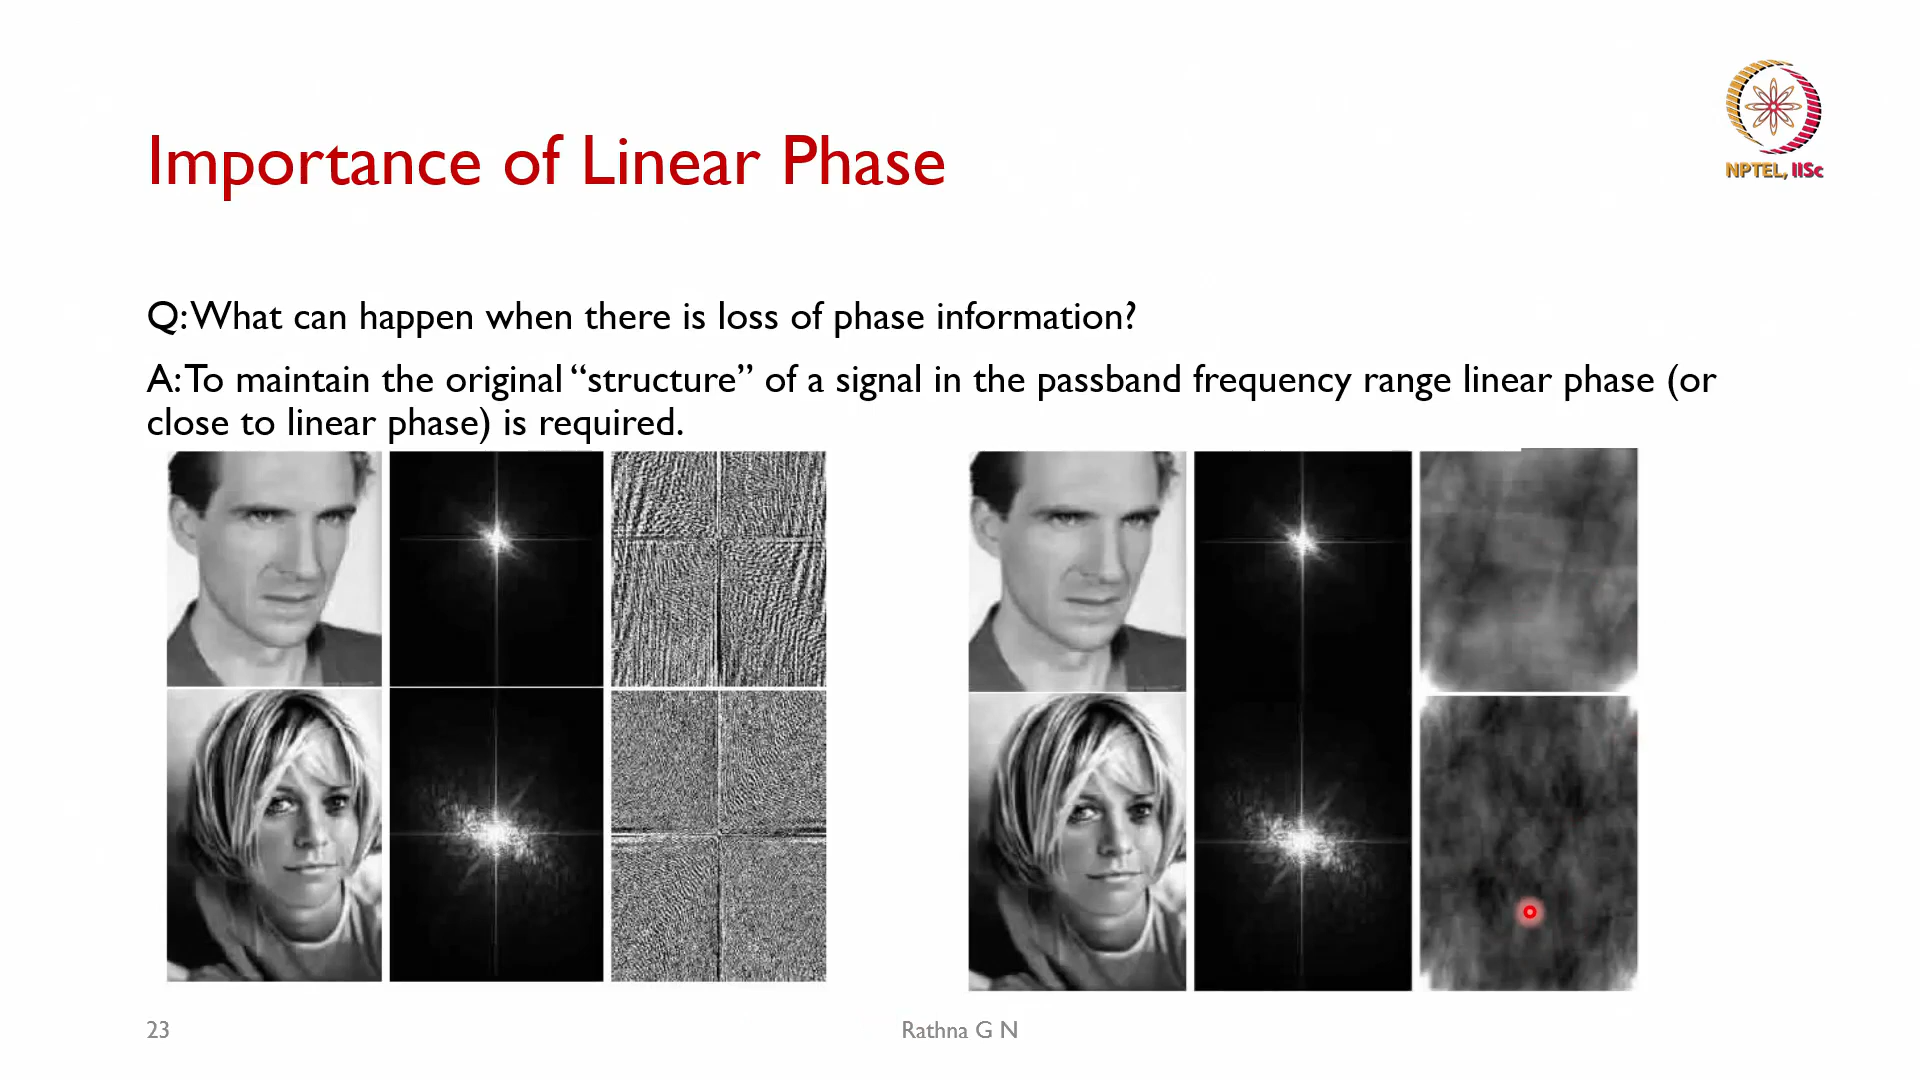 NPTEL, IISc
Importance of Linear Phase
Q: What can happen when there is loss of phase information?
A: To maintain the original “structure” of a signal in the passband frequency range linear phase (or
close to linear phase) is required.
23
Rathna G N